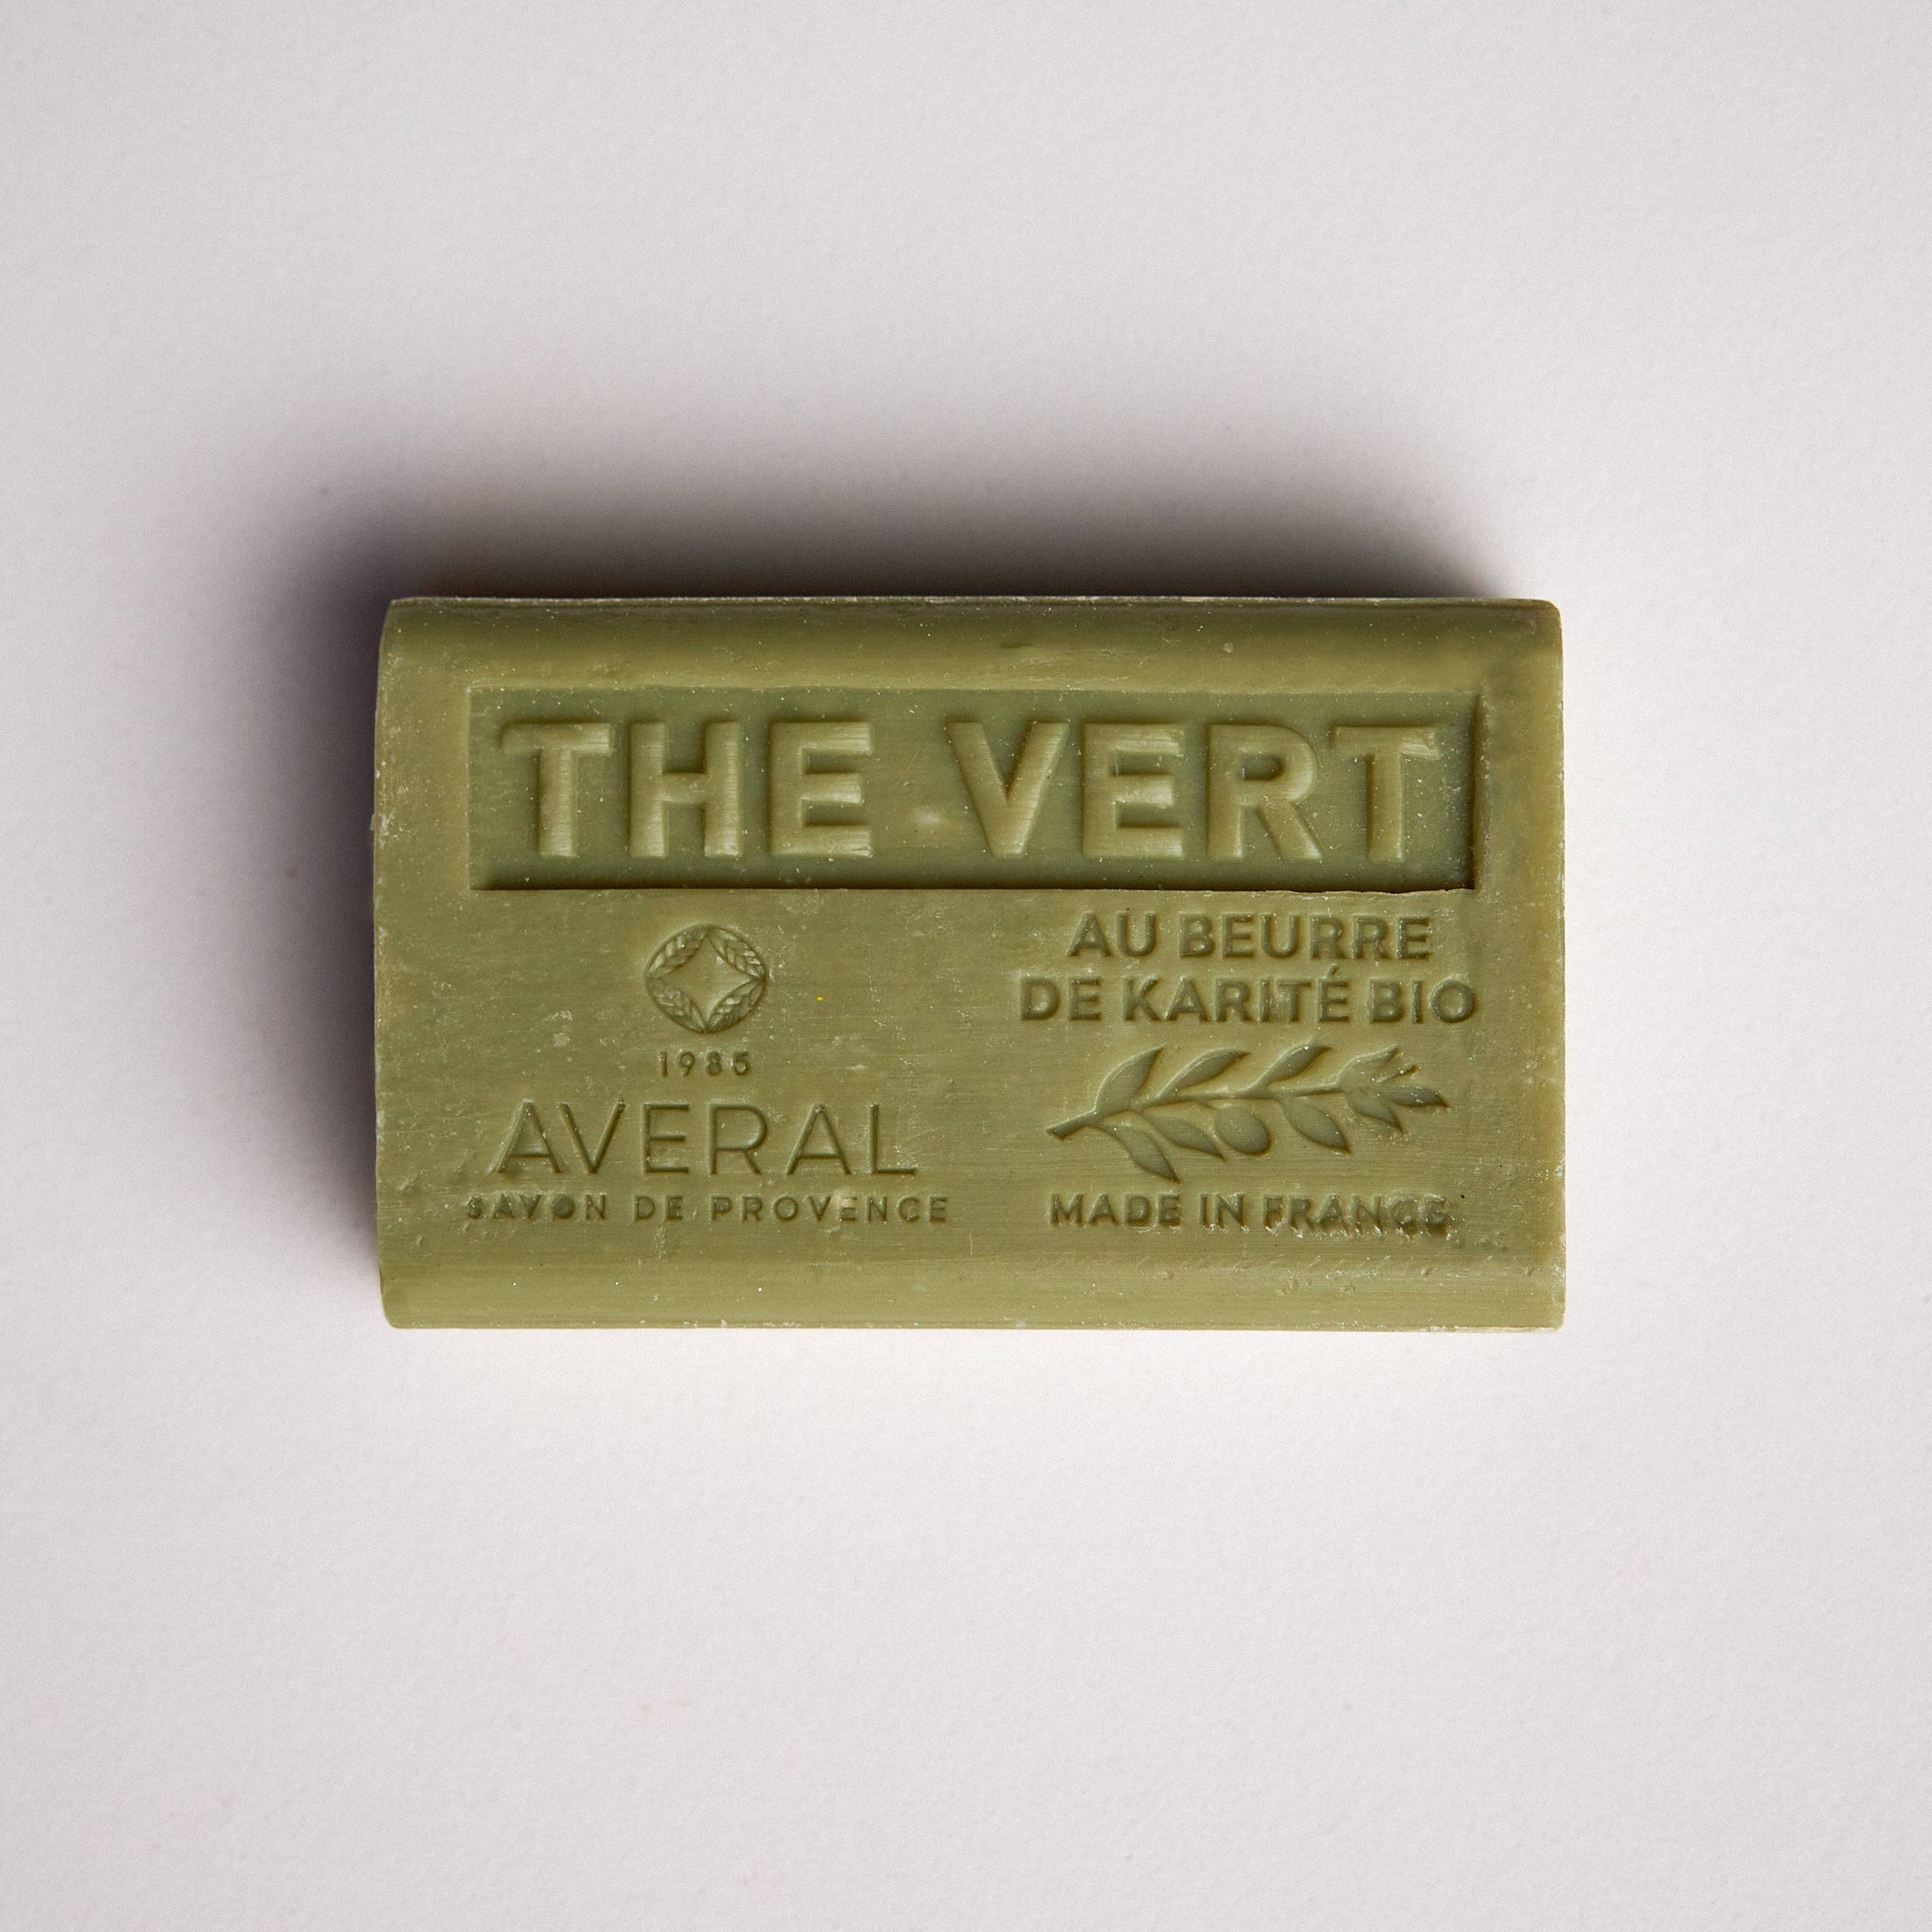 THE VERT
AU BEURRE
DE KARITÉ BIO
1985
AVERAL
SAVON DE PROVENCE
MADE IN FRANCE